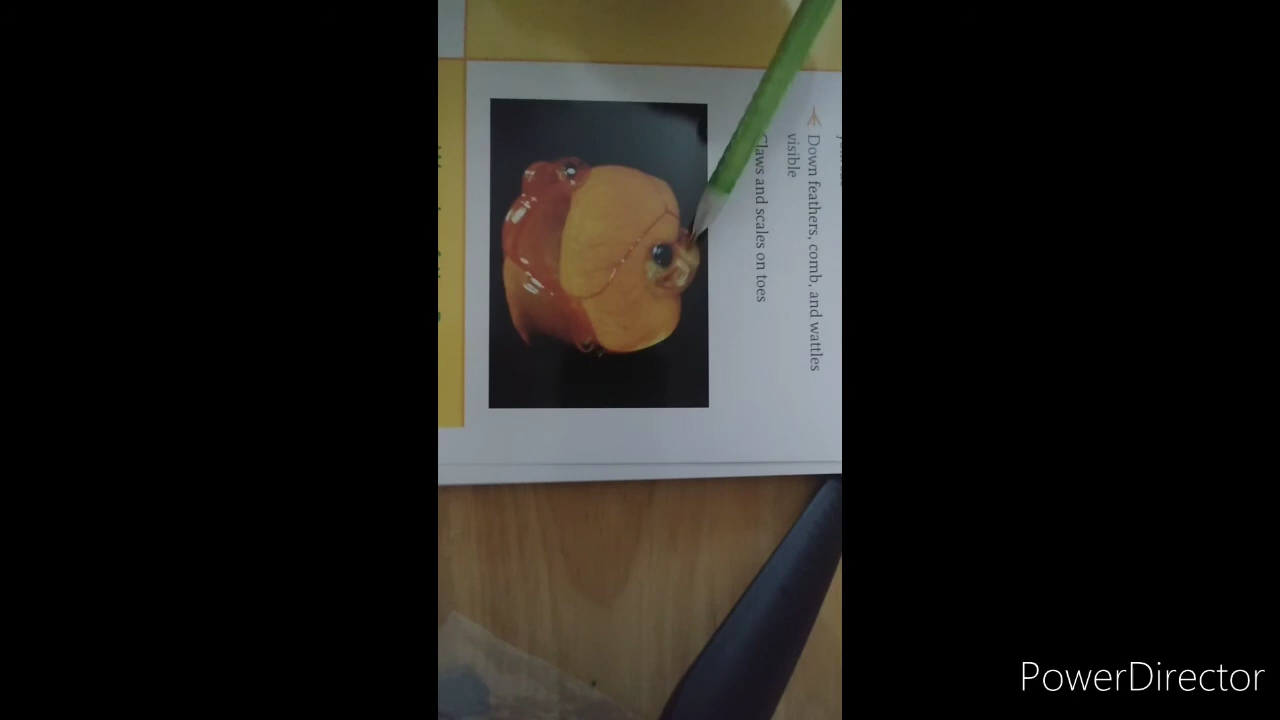 Down feathers, comb, and wattles
visible
Claws and scales on toes
PowerDirector